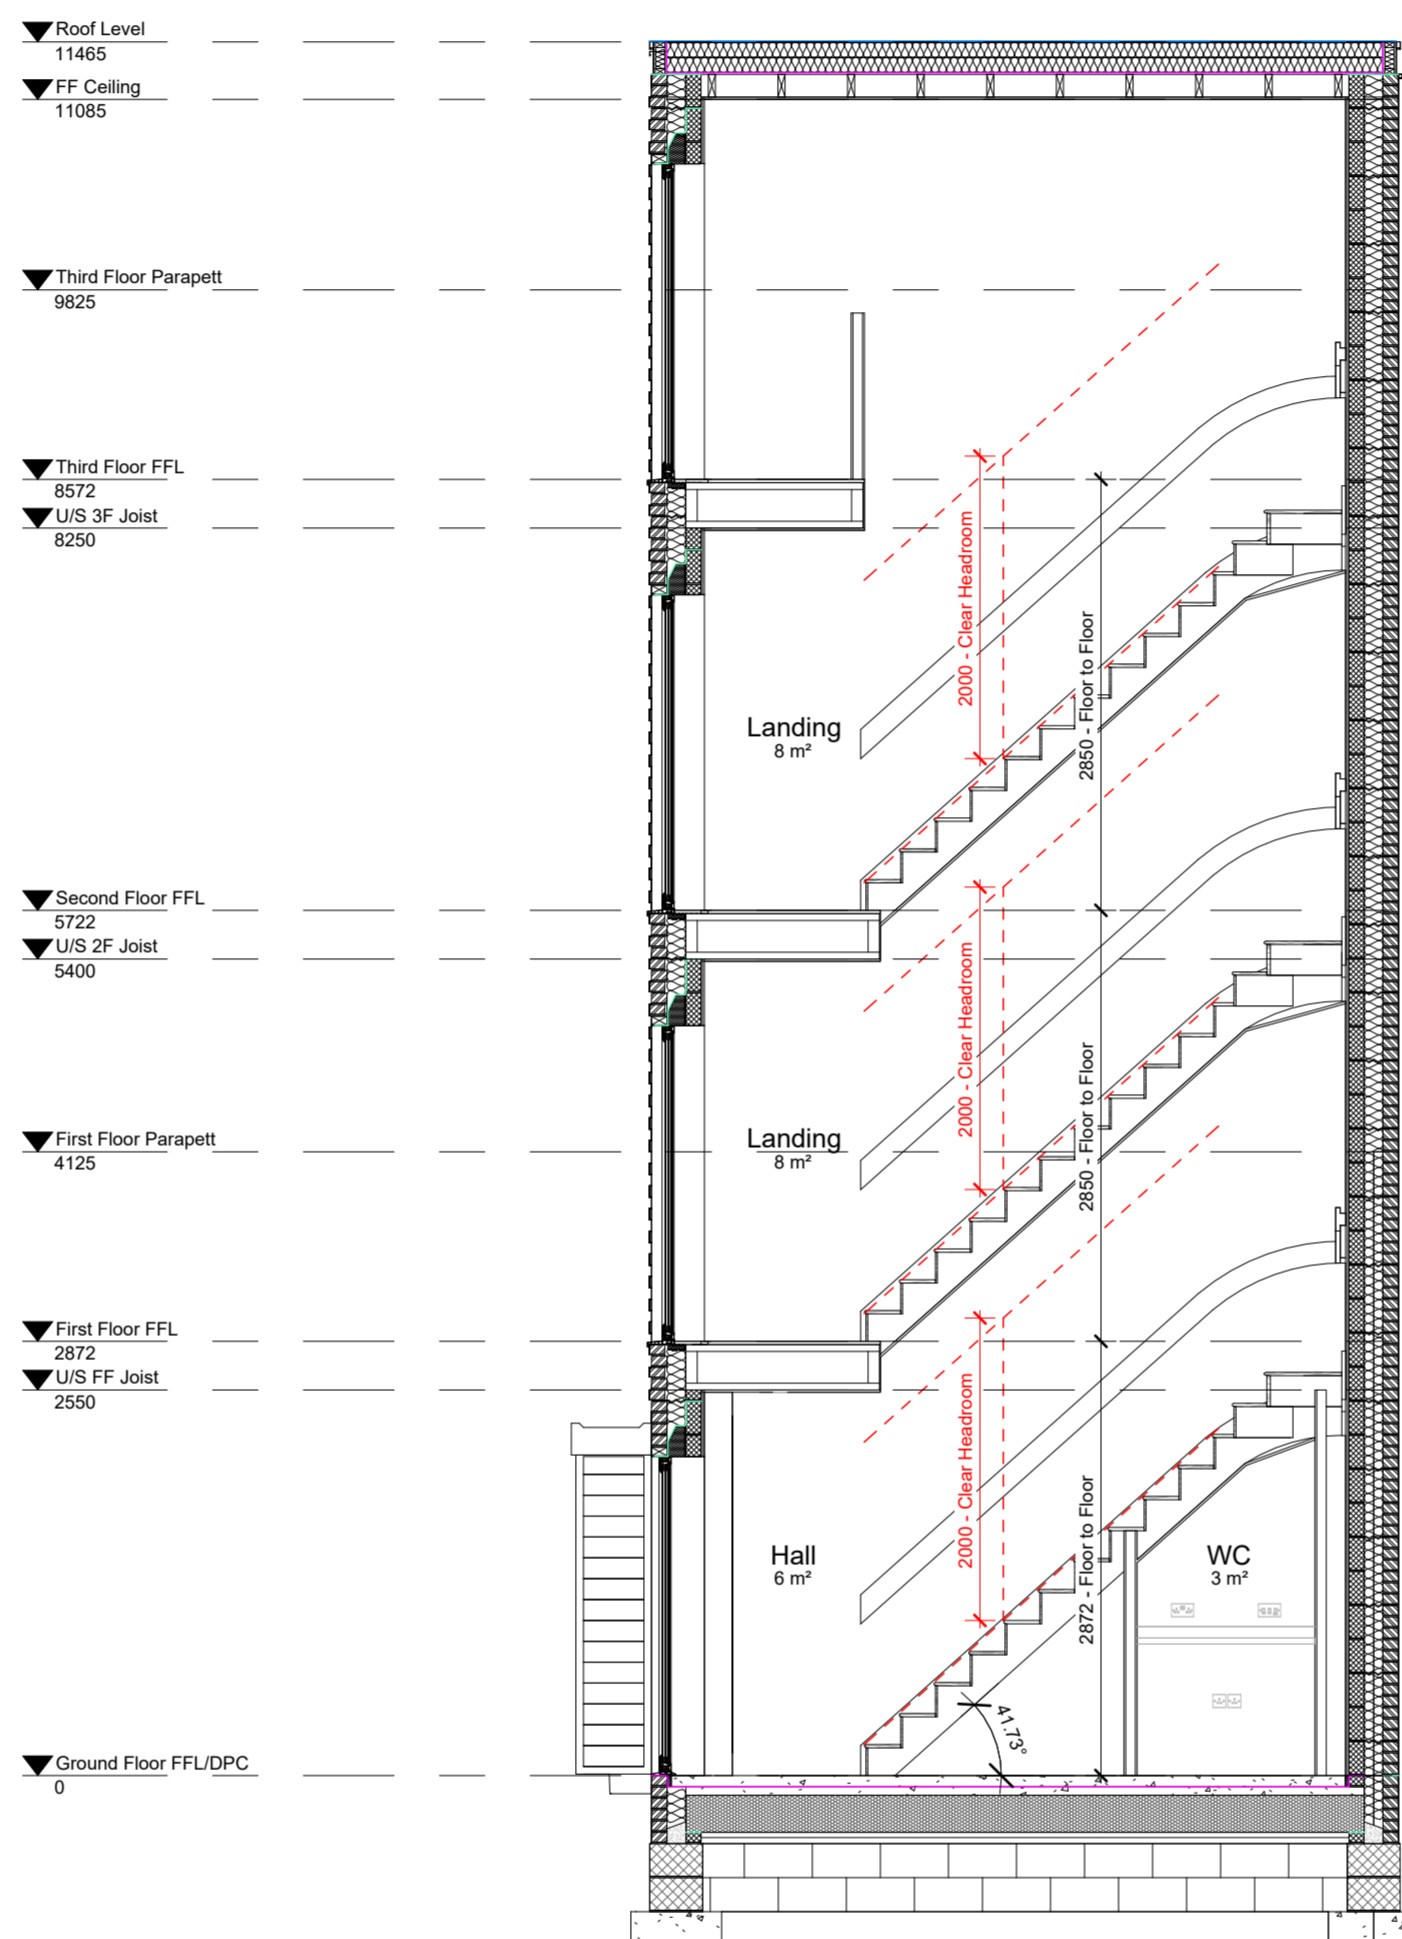 Roof Level
11465
FF Ceiling
11085
Third Floor Parapett
9825
Third Floor FFL
8572
U/S 3F Joist
8250
2000 - Clear Headroom
2850 - Floor to Floor
Landing
8 m²
Second Floor FFL
5722
U/S 2F Joist
5400
2000 - Clear Headroom
2850 - Floor to Floor
Landing
8 m²
First Floor Parapett
4125
First Floor FFL
2872
U/S FF Joist
2550
2000 - Clear Headroom
2872 - Floor to Floor
Hall
6 m²
WC
3 m²
41.73°
Ground Floor FFL/DPC
0